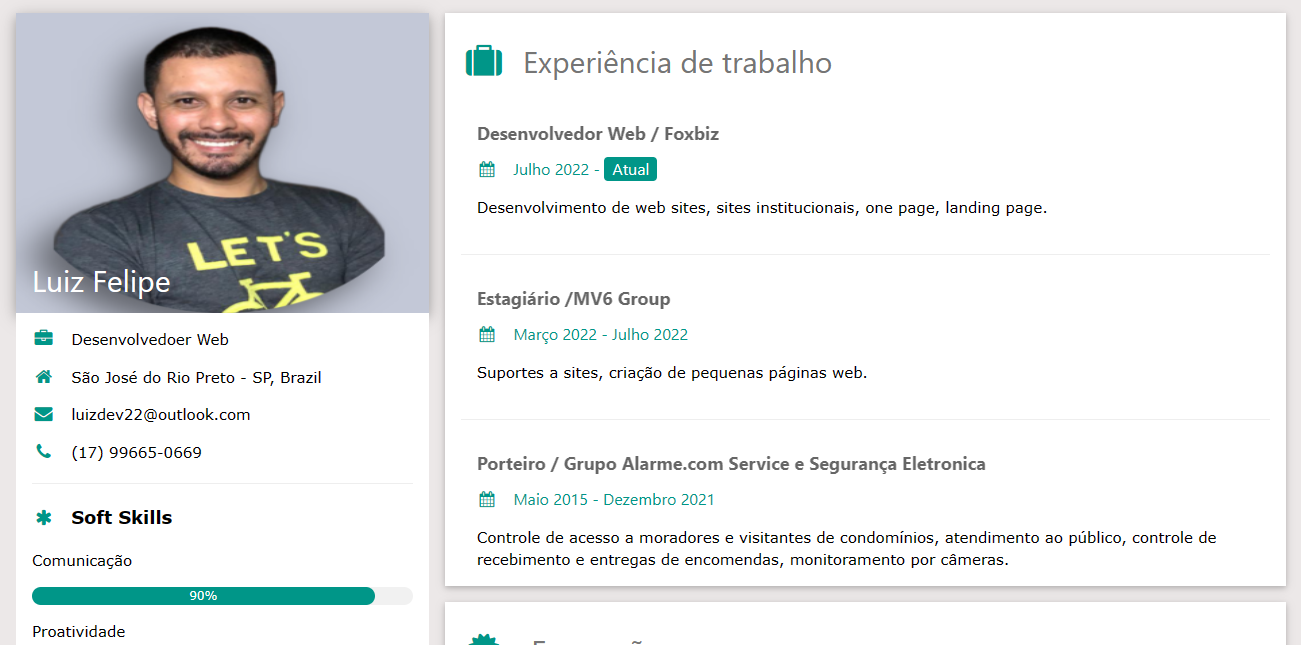 LET'S
Luiz Felipe
Desenvolvedoer Web
São José do Rio Preto - SP, Brazil
luizdev22@outlook.com
(17) 99665-0669
Soft Skills
Comunicação
90%
Proatividade
Experiência de trabalho
Desenvolvedor Web / Foxbiz
Julho 2022 - Atual
Desenvolvimento de web sites, sites institucionais, one page, landing page.
Estagiário /MV6 Group
Março 2022 - Julho 2022
Suportes a sites, criação de pequenas páginas web.
Porteiro / Grupo Alarme.com Service e Segurança Eletronica
Maio 2015 - Dezembro 2021
Controle de acesso a moradores e visitantes de condomínios, atendimento ao público, controle de
recebimento e entregas de encomendas, monitoramento por câmeras.